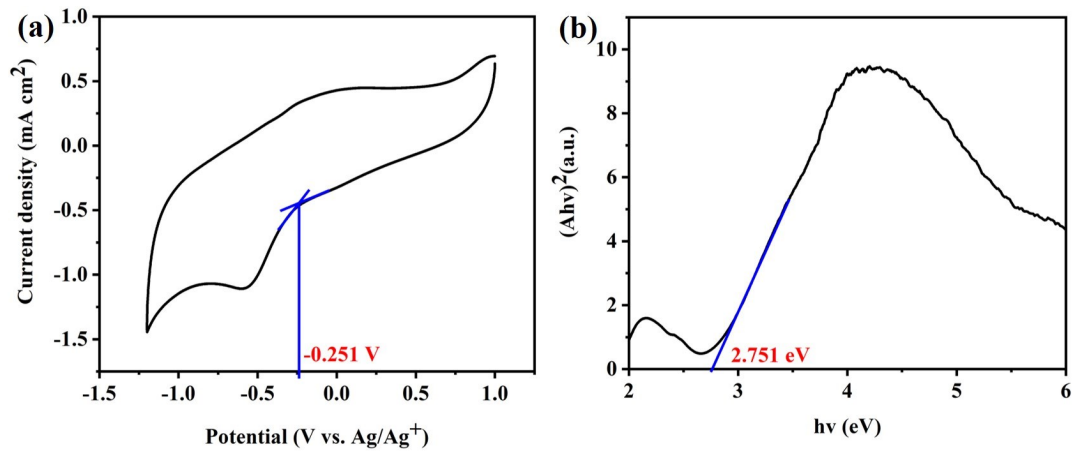 (a)
1.0
0.5
0.0
-0.5
-1.0
-1.5
Current density (mA cm²)
-0.251 V
-1.5 -1.0 -0.5 0.0 0.5 1.0
Potential (V vs. Ag/Ag⁺)
(b)
10
8
6
4
2
0
(Ahv)²(a.u.)
2.751 eV
2 3 4 5 6
hv (eV)